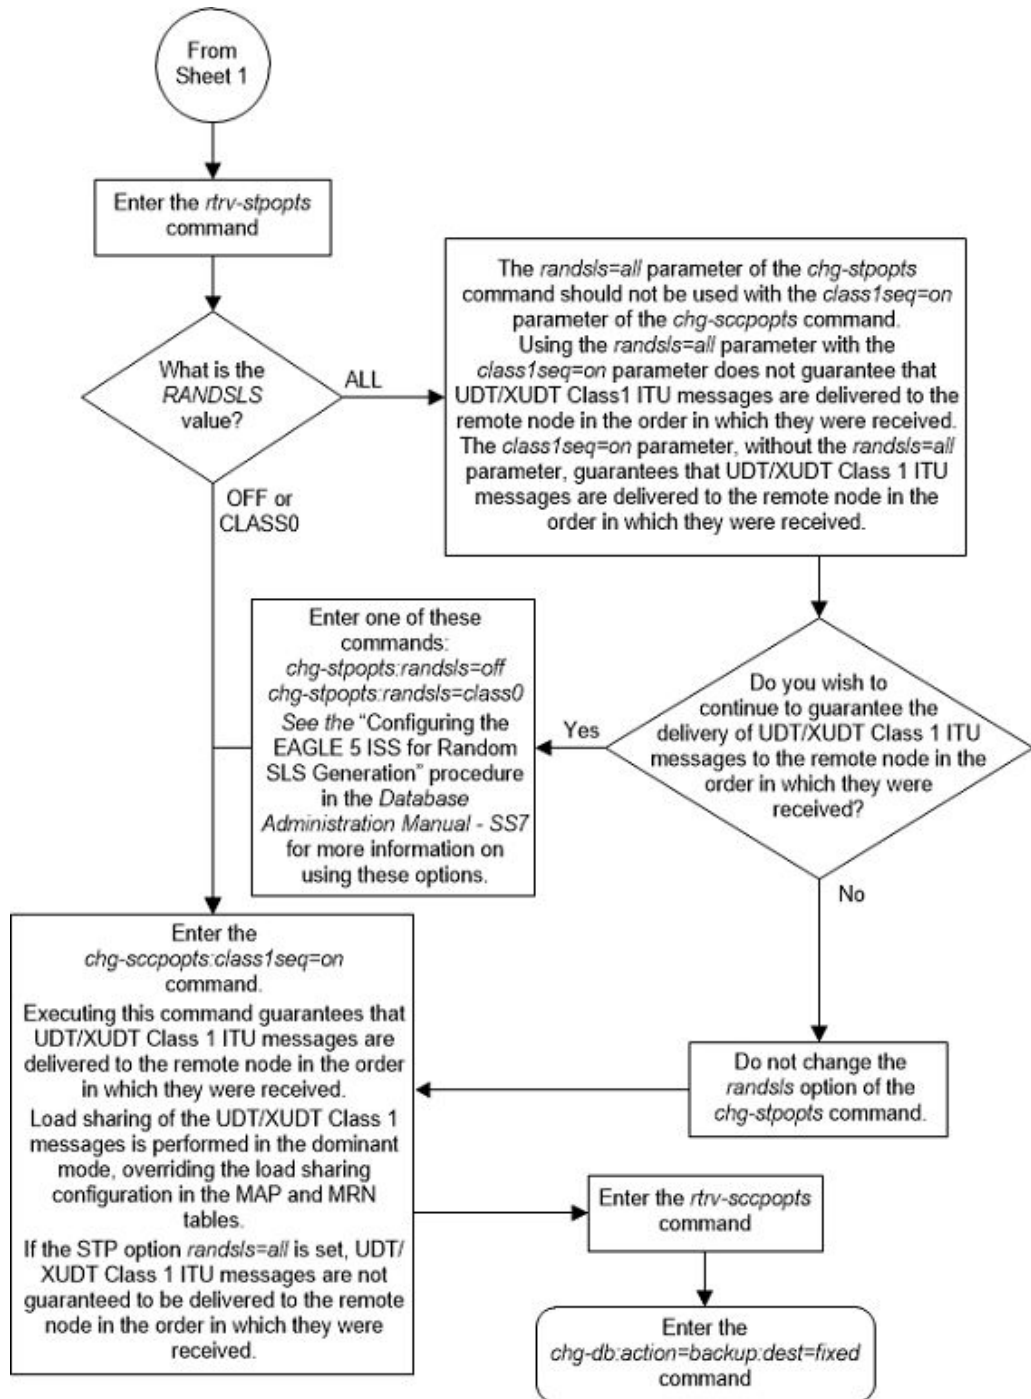 From
Sheet 1
Enter the rtrv-stpopts
command
What is the
RANDSLS
value?
ALL
OFF or
CLASS0
The randsls=all parameter of the chg-stpopts
command should not be used with the class1seq=on
parameter of the chg-sccpopts command.
Using the randsls=all parameter with the
class1seq=on parameter does not guarantee that
UDT/XUDT Class1 ITU messages are delivered to the
remote node in the order in which they were received.
The class1seq=on parameter, without the randsls=all
parameter, guarantees that UDT/XUDT Class 1 ITU
messages are delivered to the remote node in the
order in which they were received.
Do you wish to
continue to guarantee the
delivery of UDT/XUDT Class 1 ITU
messages to the remote node in the
order in which they were
received?
Yes
No
Enter one of these
commands:
chg-stpopts:randsls=off
chg-stpopts:randsls=class0
See the “Configuring the
EAGLE 5 ISS for Random
SLS Generation” procedure
in the Database
Administration Manual - SS7
for more information on
using these options.
Do not change the
randsls option of the
chg-stpopts command.
Enter the
chg-sccpopts:class1seq=on
command.
Executing this command guarantees that
UDT/XUDT Class 1 ITU messages are
delivered to the remote node in the order
in which they were received.
Load sharing of the UDT/XUDT Class 1
messages is performed in the dominant
mode, overriding the load sharing
configuration in the MAP and MRN
tables.
If the STP option randsls=all is set, UDT/
XUDT Class 1 ITU messages are not
guaranteed to be delivered to the remote
node in the order in which they were
received.
Enter the rtrv-sccpopts
command
Enter the
chg-db:action=backup:dest=fixed
command